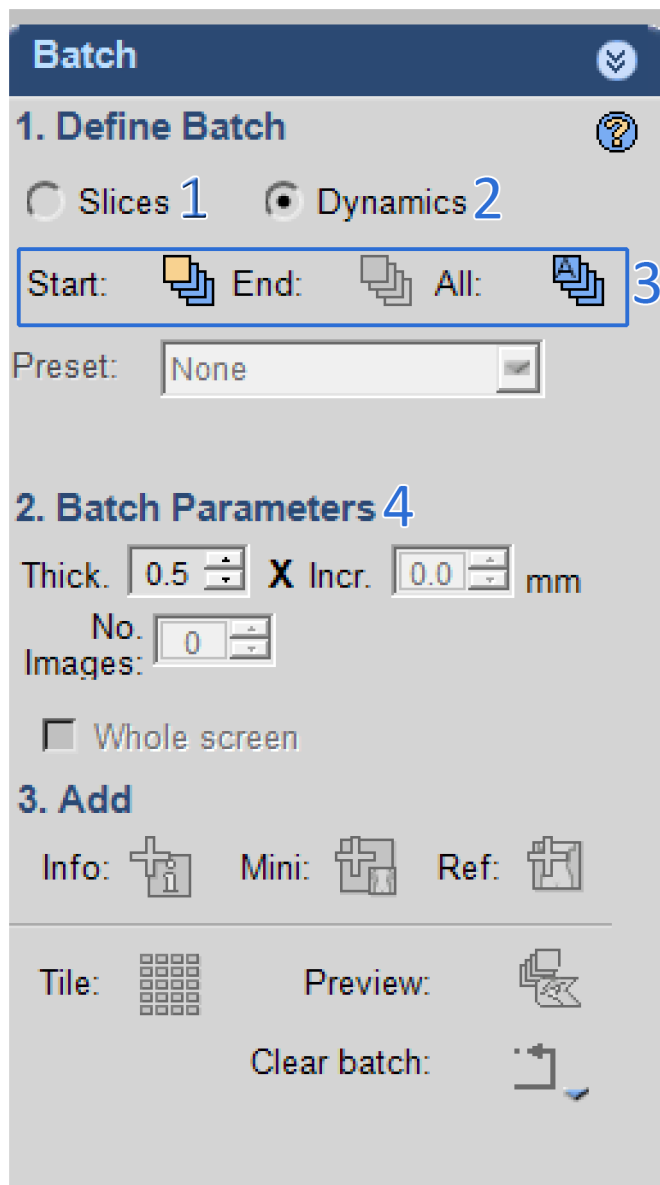 Batch
1. Define Batch
Slices 1 Dynamics 2
Start: End: All: A 3
Preset: None
2. Batch Parameters 4
Thick. 0.5 X Incr. 0.0 mm
No.
Images: 0
Whole screen
3. Add
Info: i Mini: Ref:
Tile: Preview:
Clear batch: